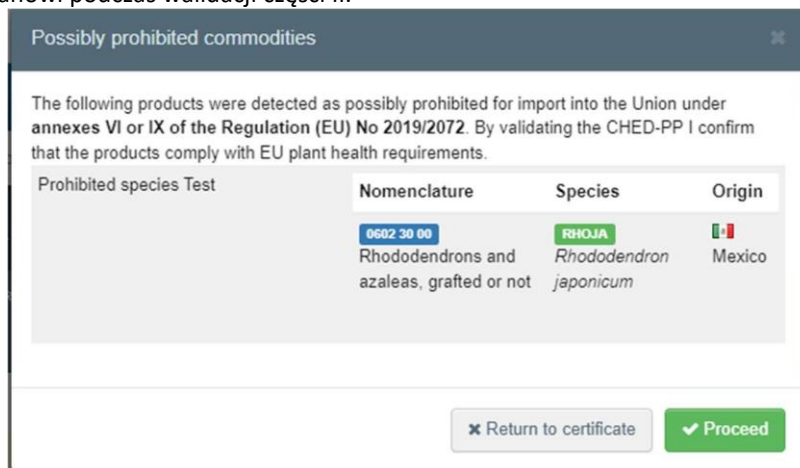 podczas walidacji części
Possibly prohibited commodities
The following products were detected as possibly prohibited for import into the Union under
annexes VI or IX of the Regulation (EU) No 2019/2072. By validating the CHED-PP I confirm
that the products comply with EU plant health requirements.
Prohibited species Test
Nomenclature Species Origin
0602 30 00 RHOJA
Rhododendrons and Rhododendron Mexico
azaleas, grafted or not japonicum
Return to certificate Proceed